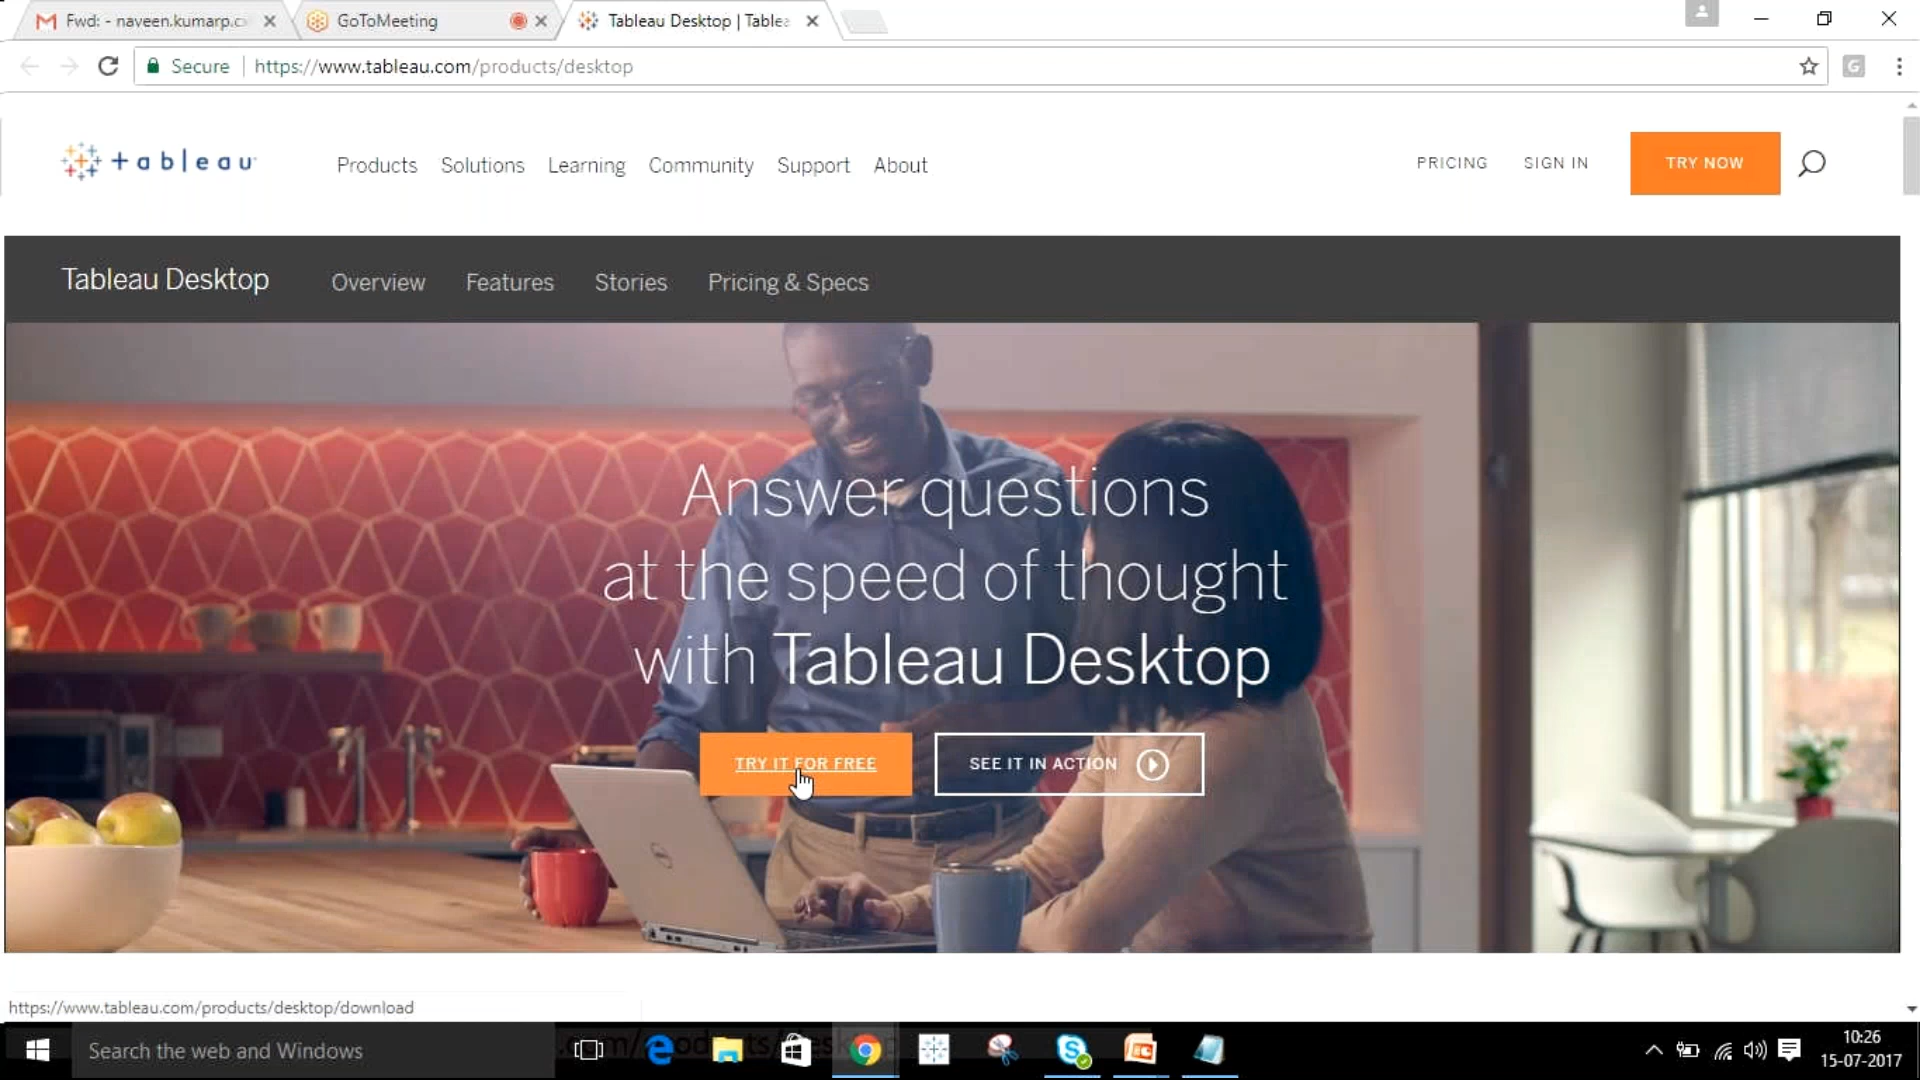 Fwd: - naveen.kumarp.c
GoToMeeting
Tableau Desktop | Table
Secure
https://www.tableau.com/products/desktop
G
+ableau
Products Solutions Learning Community Support About
PRICING SIGN IN TRY NOW
Tableau Desktop Overview Features Stories Pricing & Specs
Answer questions
at the speed of thought
with Tableau Desktop
TRY IT FOR FREE
SEE IT IN ACTION
https://www.tableau.com/products/desktop/download
Search the web and Windows
10:26
15-07-2017